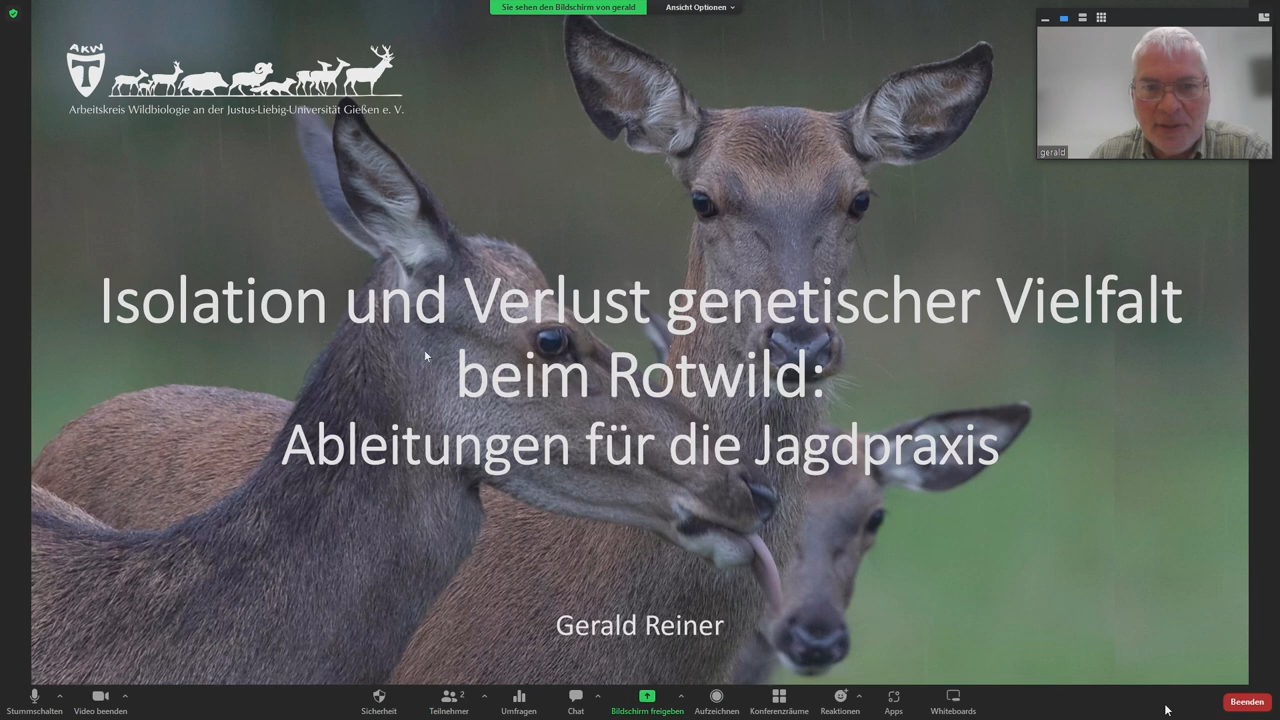 Sie sehen den Bildschirm von gerald
Ansicht Optionen
AKW
Arbeitskreis Wildbiologie an der Justus-Liebig-Universität Gießen e. V.
gerald
Isolation und Verlust genetischer Vielfalt
beim Rotwild:
Ableitungen für die Jagdpraxis
Gerald Reiner
Stummschalten
Video beenden
Sicherheit
Teilnehmer
2
Umfragen
Chat
Bildschirm freigeben
Aufzeichnen
Konferenzräume
Reaktionen
Apps
Whiteboards
Beenden